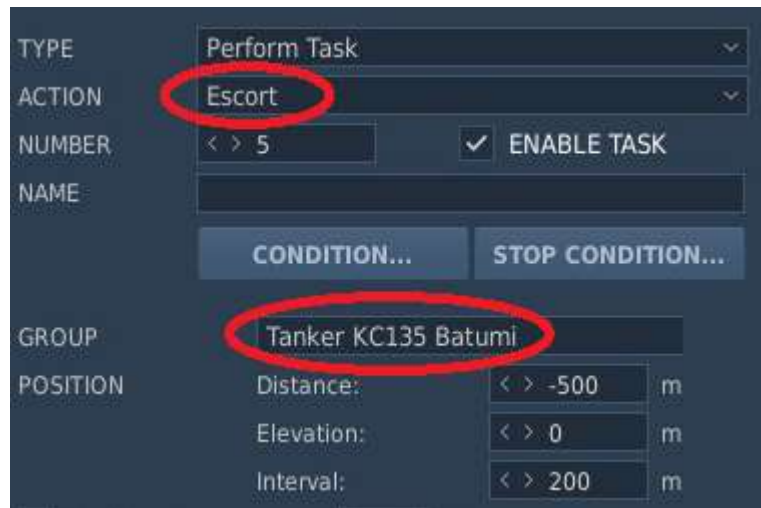 TYPE Perform Task
ACTION Escort
NUMBER < > 5 ENABLE TASK
NAME
CONDITION... STOP CONDITION...
GROUP Tanker KC135 Batumi
POSITION Distance: < > -500 m
Elevation: < > 0 m
Interval: < > 200 m